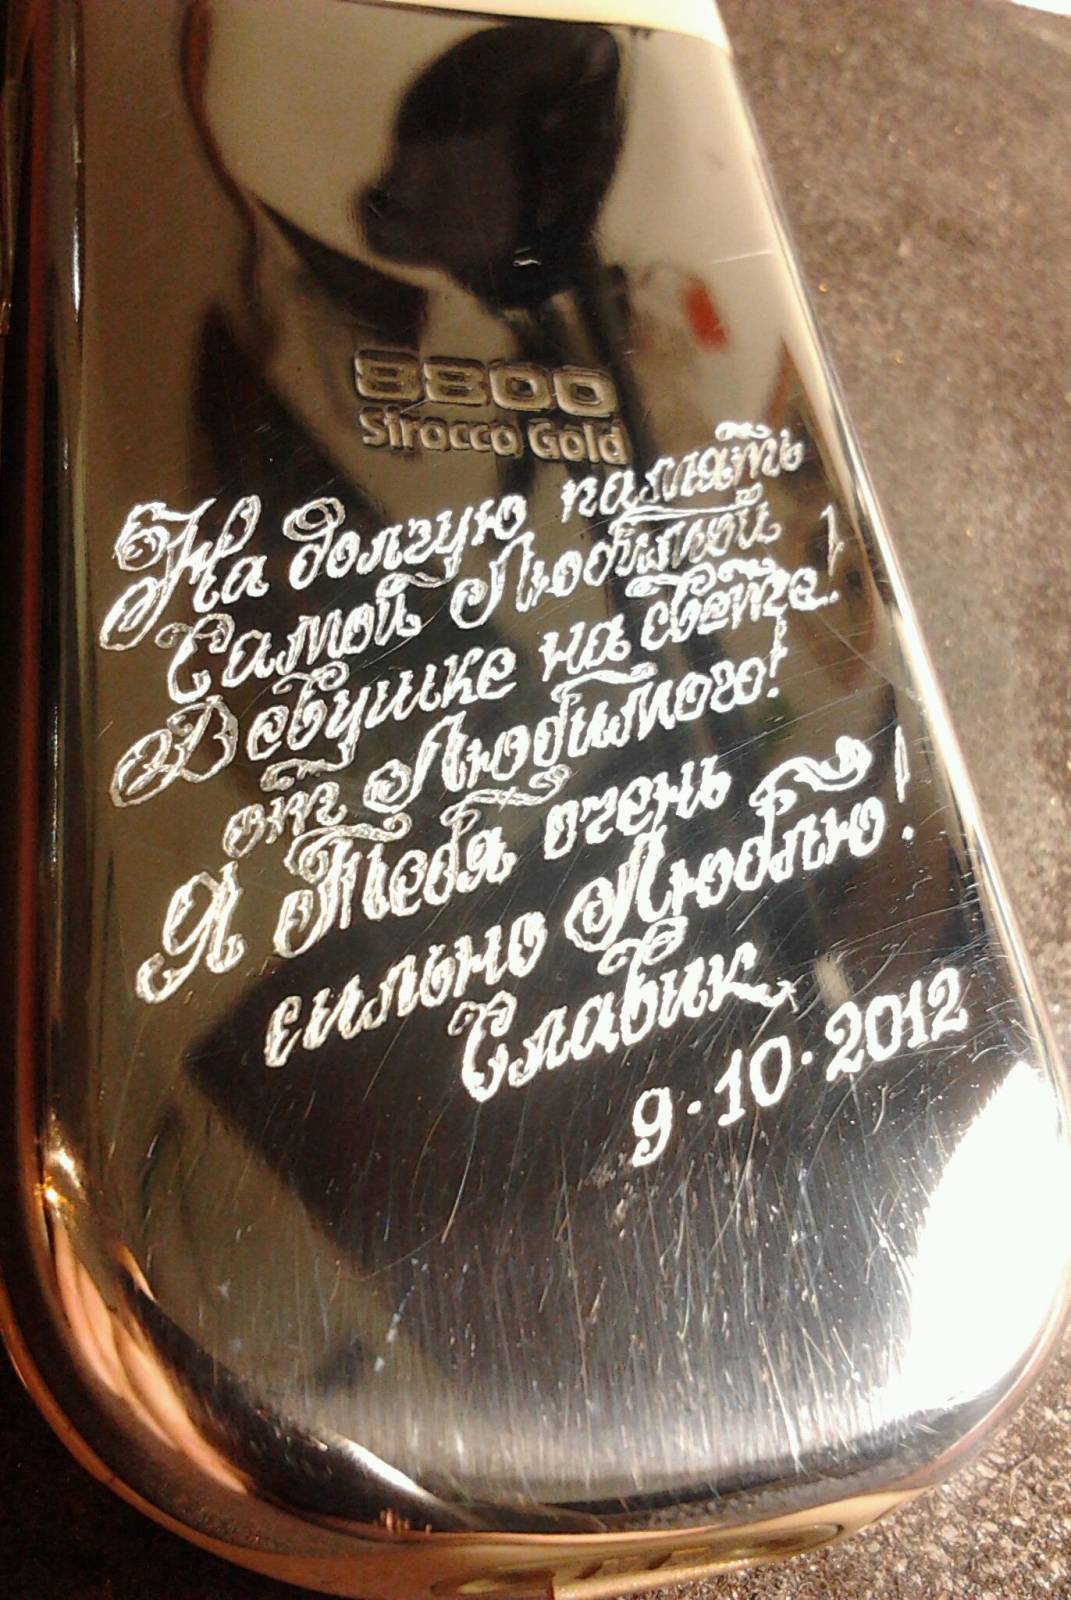 8800
Sirocco Gold
На долгую память
Самой Любимой
Девушке на свете!
от Любимого!
Я Тебя очень
сильно Люблю!
Славик
9.10.2012